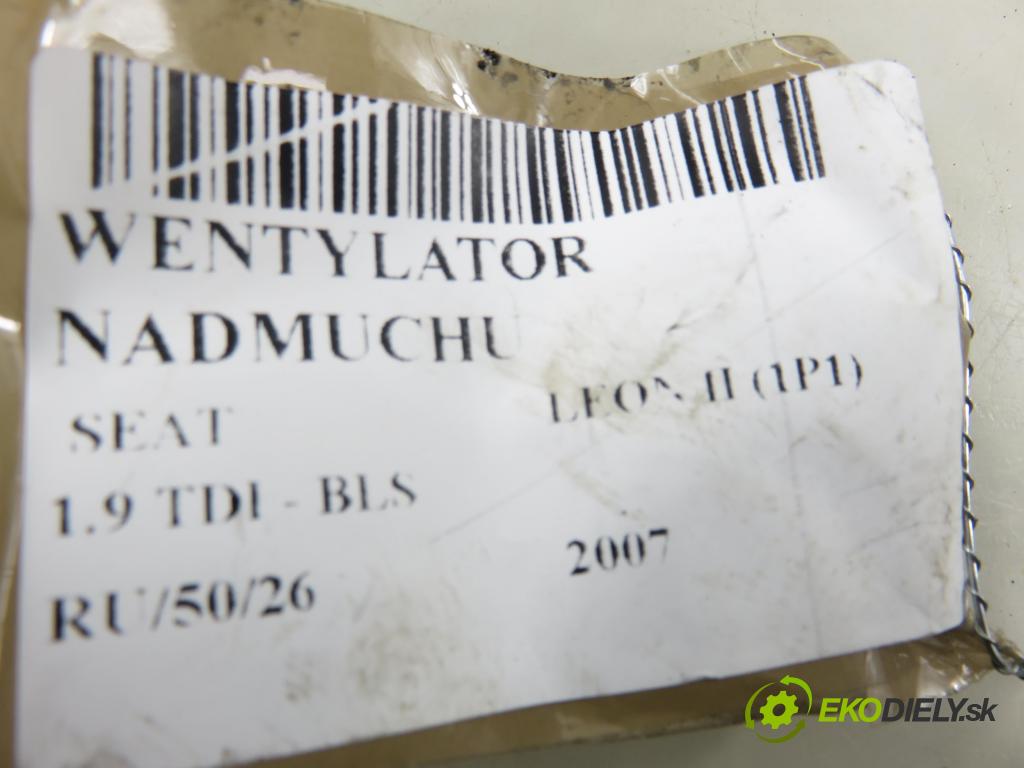 WENTYLATOR
NADMUCHU
SEAT LEON II (1P1)
1.9 TDI - BLS
RU/50/26 2007
EKODIELY.sk